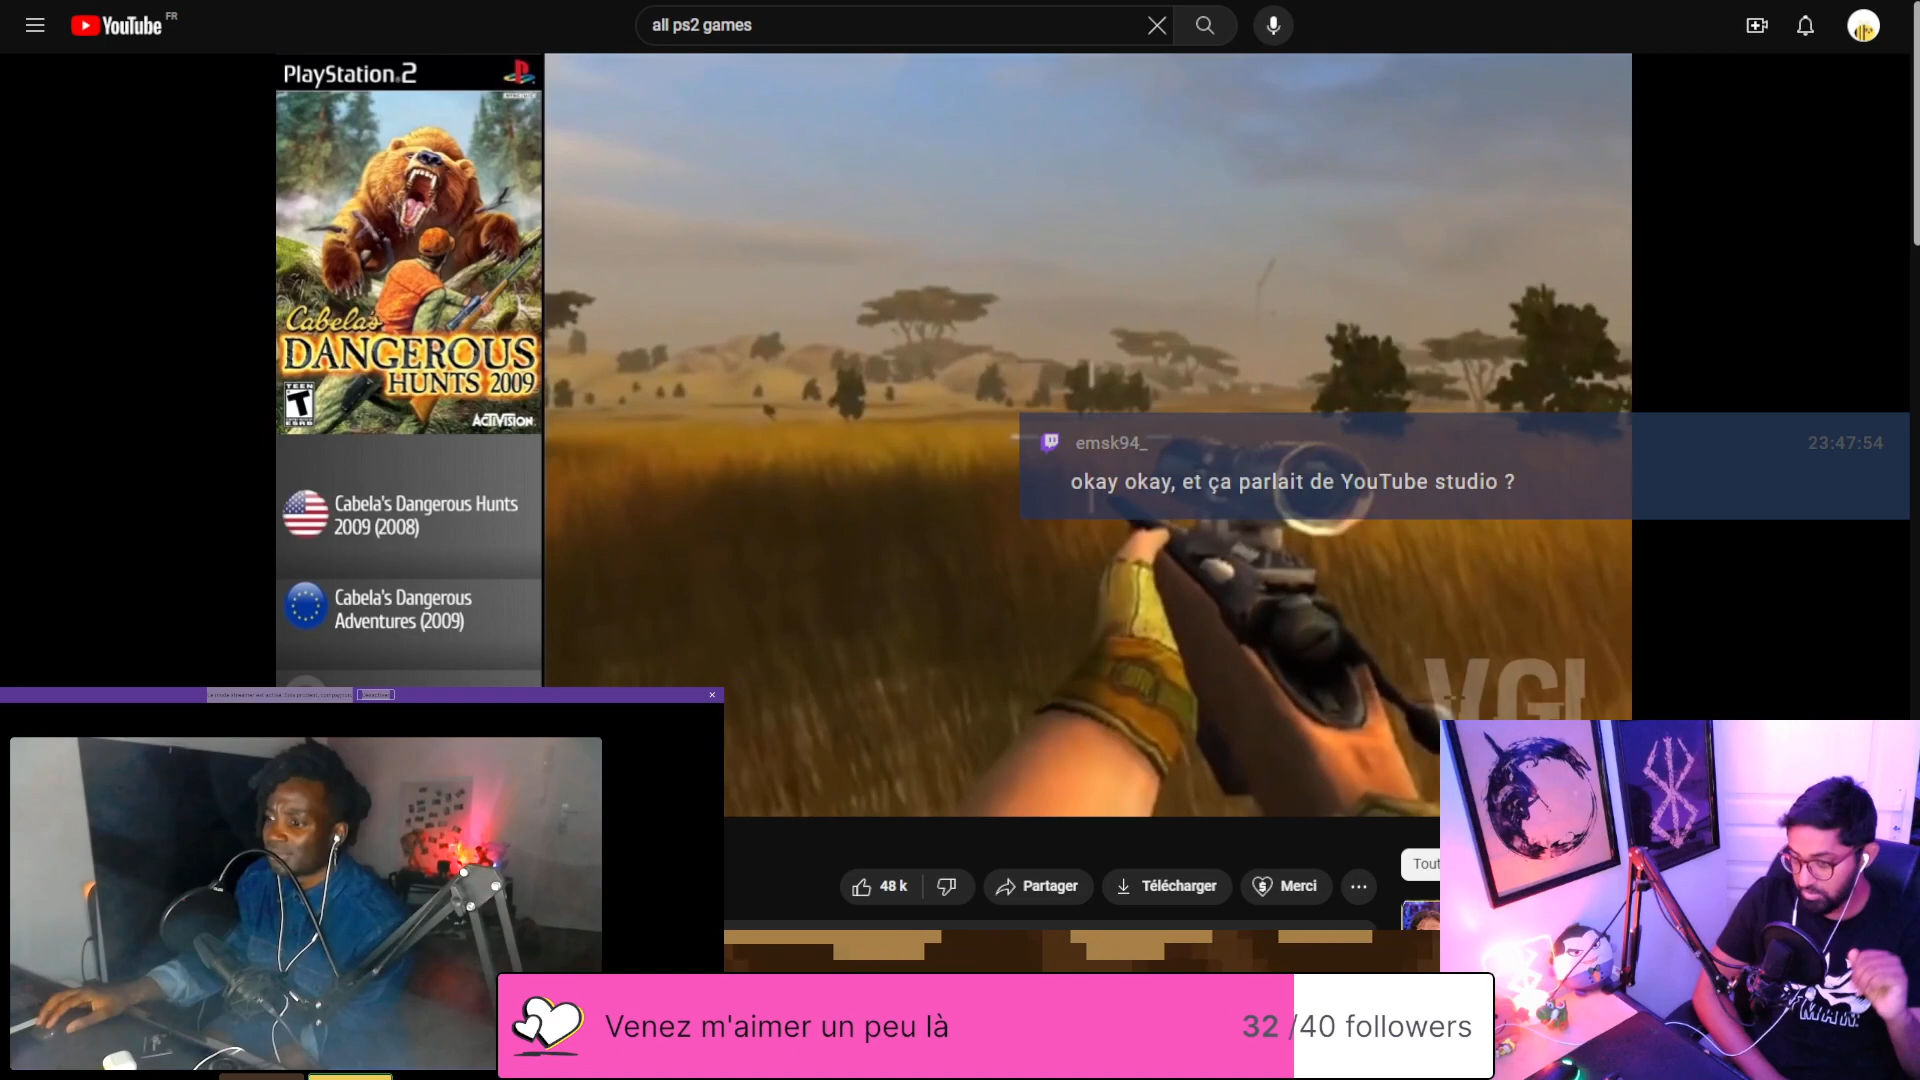 YouTube FR
all ps2 games
PlayStation.2
Cabela's
DANGEROUS
HUNTS 2009
TEEN
T
ESRB
ACTIVISION
Cabela's Dangerous Hunts
2009 (2008)
Cabela's Dangerous
Adventures (2009)
emsk94_
23:47:54
okay okay, et ça parlait de YouTube studio ?
VGL
48 k
Partager
Télécharger
Merci
Tout
Venez m'aimer un peu là
32 /40 followers